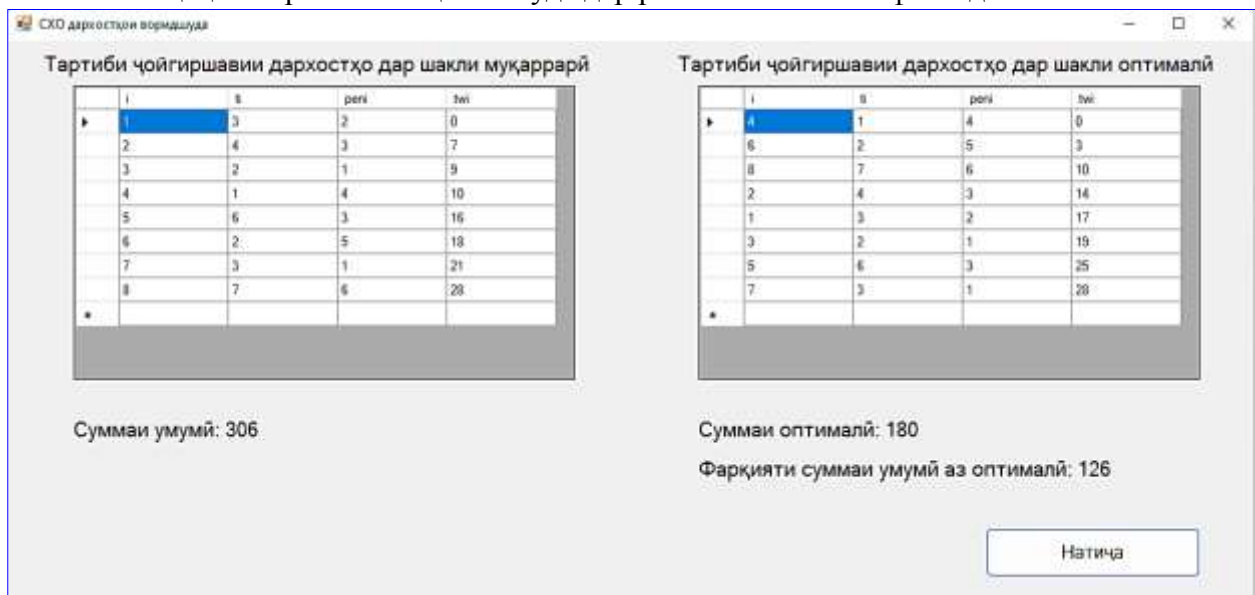 СХО дархостҳои воридшуда
Тартиби ҷойгиршавии дархостҳо дар шакли муқаррарӣ
i ti peni twi
1 3 2 0
2 4 3 7
3 2 1 9
4 1 4 10
5 6 3 16
6 2 5 18
7 3 1 21
8 7 6 28
Суммаи умумӣ: 306
Тартиби ҷойгиршавии дархостҳо дар шакли оптималӣ
i ti peni twi
4 1 4 0
6 2 5 3
8 7 6 10
2 4 3 14
1 3 2 17
3 2 1 19
5 6 3 25
7 3 1 28
Суммаи оптималӣ: 180
Фарқияти суммаи умумӣ аз оптималӣ: 126
Натиҷа